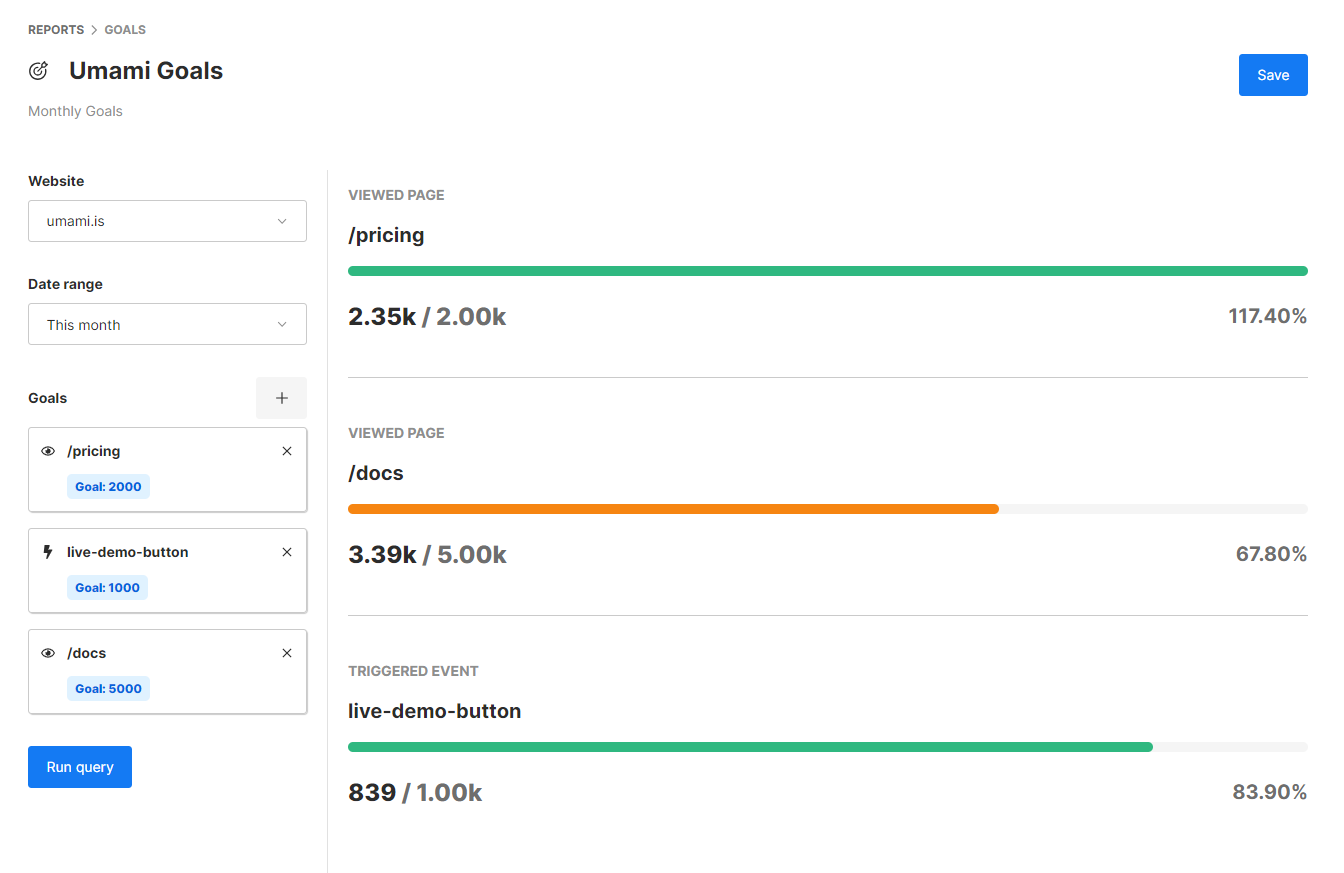 REPORTS > GOALS
Umami Goals
Save
Monthly Goals
Website
umami.is
Date range
This month
Goals
+
/pricing
Goal: 2000
live-demo-button
Goal: 1000
/docs
Goal: 5000
Run query
VIEWED PAGE
/pricing
2.35k / 2.00k
117.40%
VIEWED PAGE
/docs
3.39k / 5.00k
67.80%
TRIGGERED EVENT
live-demo-button
839 / 1.00k
83.90%